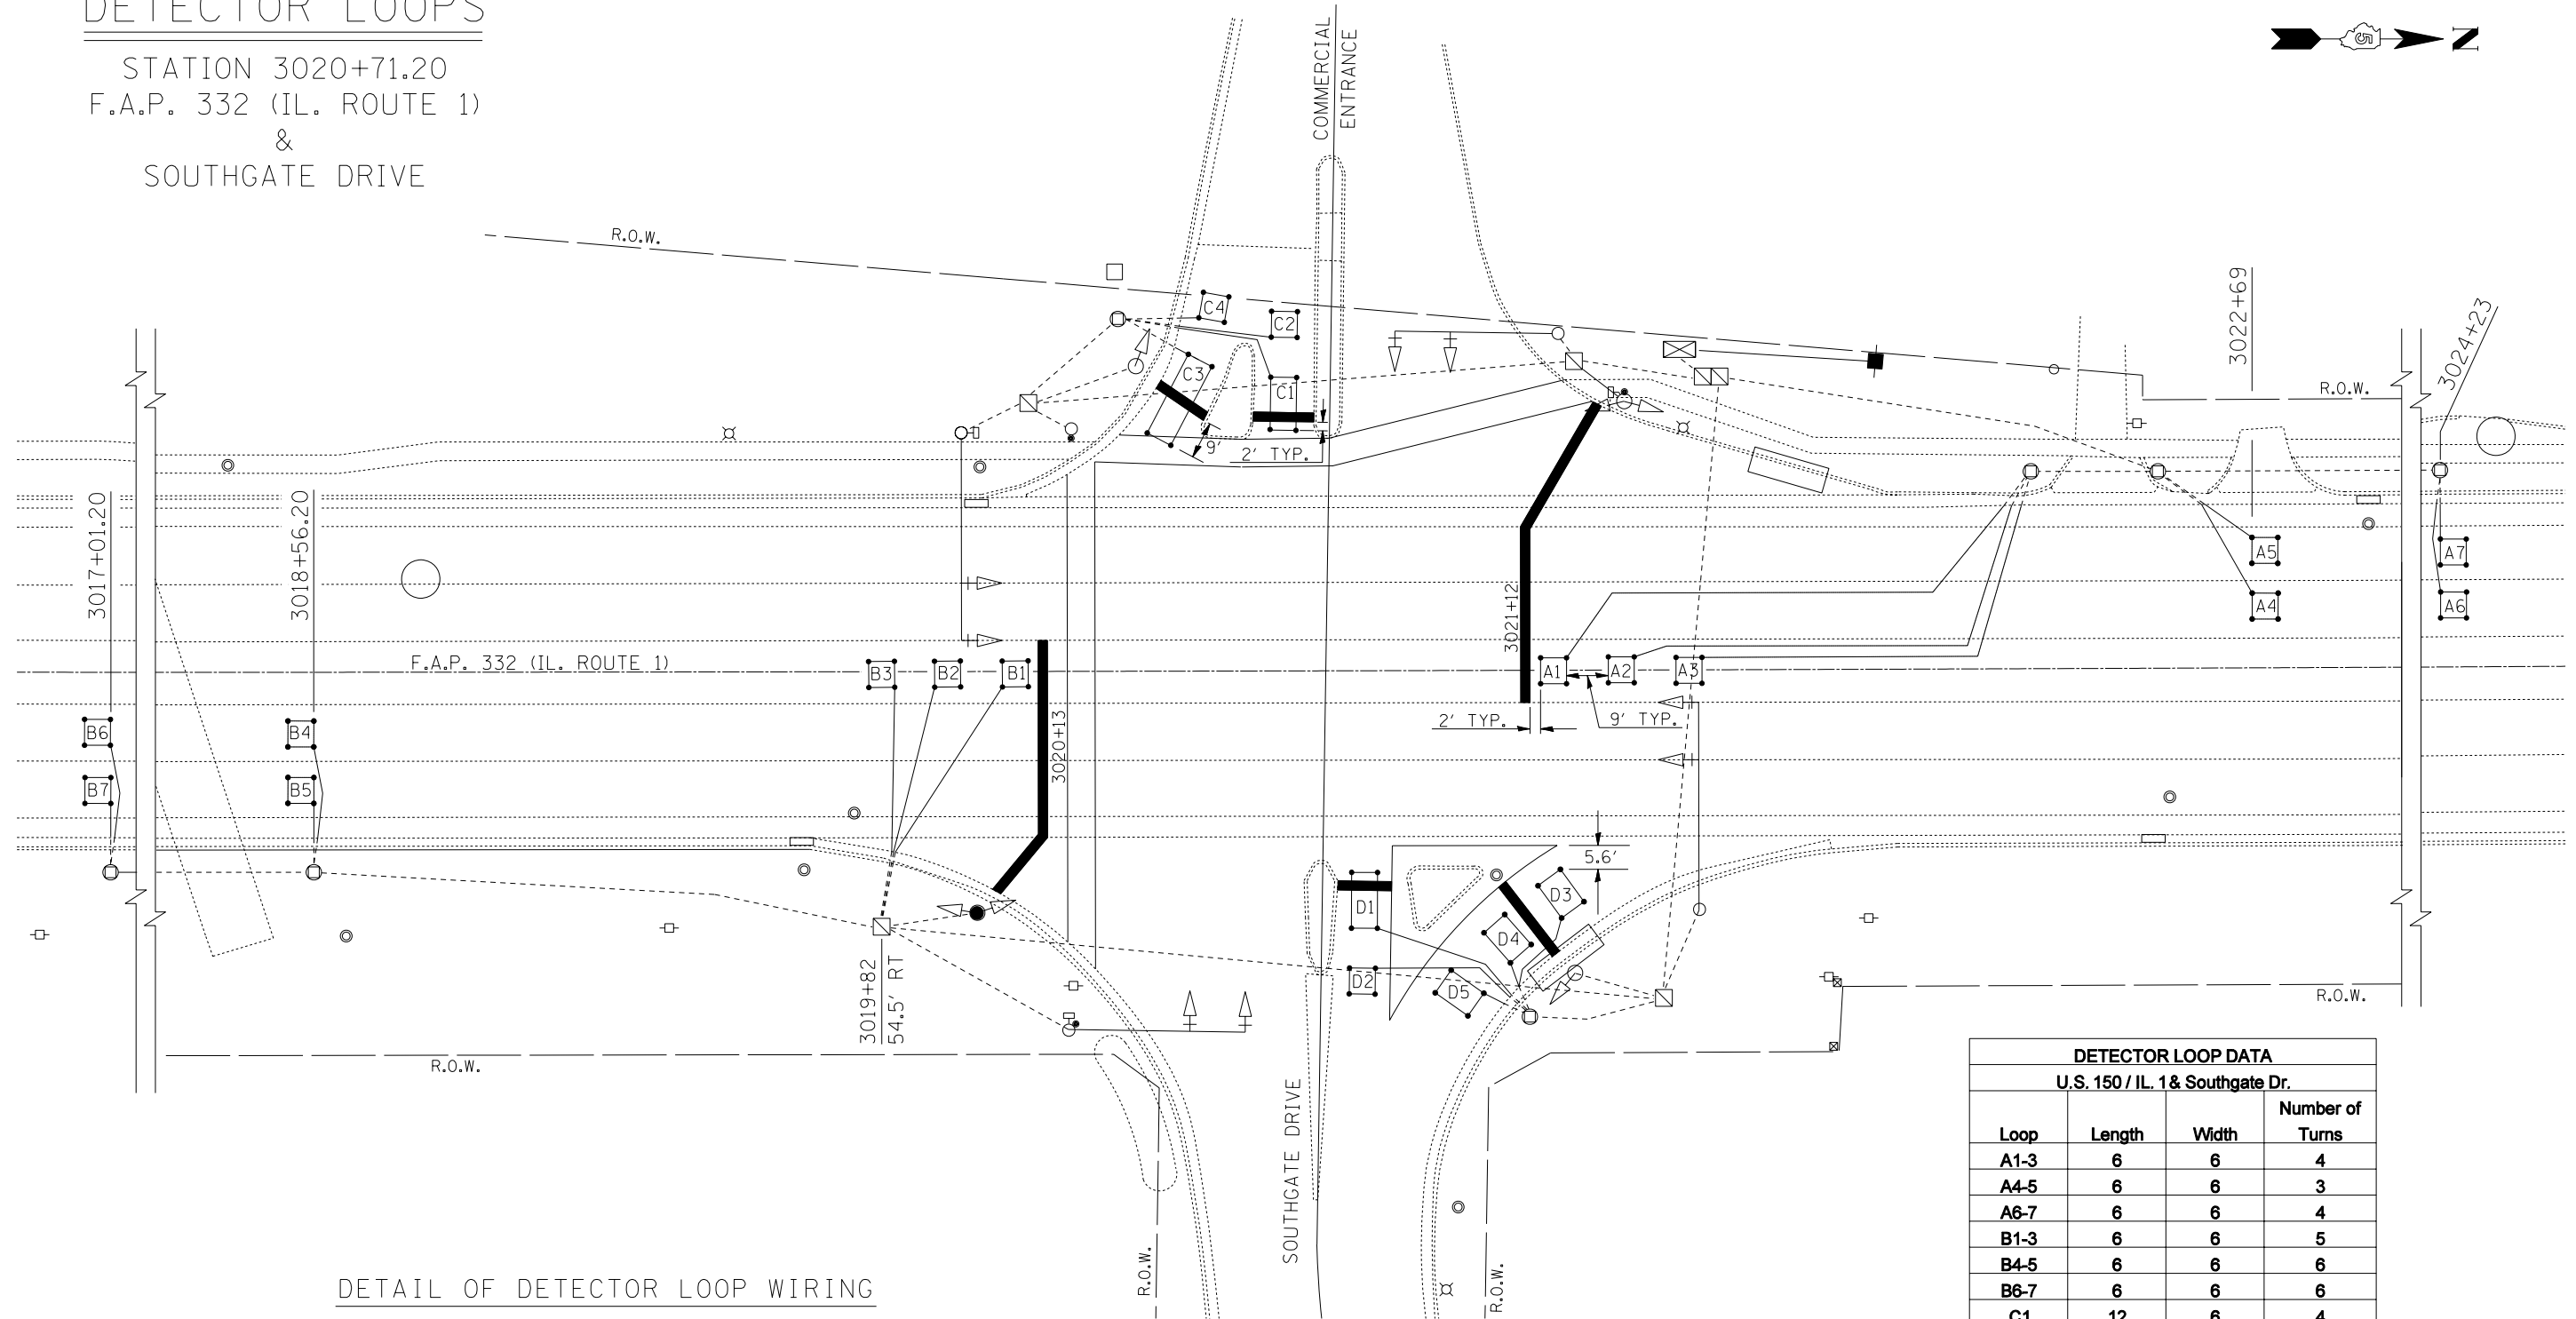 DETECTOR LOOPS
STATION 3020+71.20
F.A.P. 332 (IL. ROUTE 1)
&
SOUTHGATE DRIVE
COMMERCIAL
ENTRANCE
5
N
R.O.W.
C4
C2
C3
C1
9'
2' TYP.
3022+69
3024+23
R.O.W.
3017+01.20
3018+56.20
3021+12
A5
A7
A4
A6
F.A.P. 332 (IL. ROUTE 1)
B3
B2
B1
A1
A2
A3
2' TYP.
9' TYP.
B6
B4
3020+13
B7
B5
5.6'
D1
D3
D4
D2
D5
3019+82
54.5' RT
R.O.W.
R.O.W.
SOUTHGATE DRIVE
R.O.W.
R.O.W.
DETAIL OF DETECTOR LOOP WIRING
DETECTOR LOOP DATA
U.S. 150 / IL. 1 & Southgate Dr.
Loop Length Width Number of Turns
A1-3 6 6 4
A4-5 6 6 3
A6-7 6 6 4
B1-3 6 6 5
B4-5 6 6 6
B6-7 6 6 6
C1 12 6 4